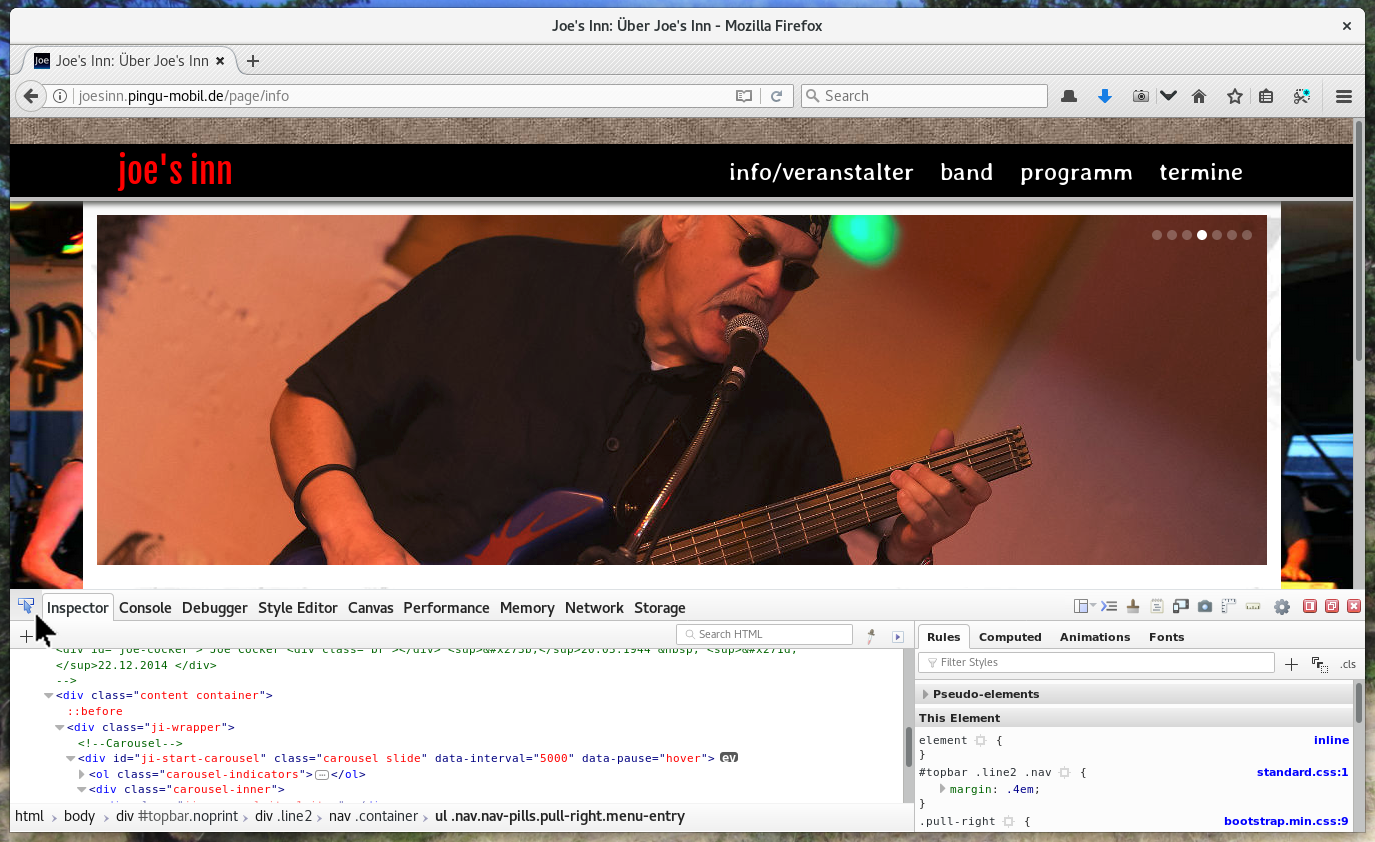 Joe's Inn: Über Joe's Inn - Mozilla Firefox
Joe
Joe's Inn: Über Joe's Inn
joesinn.pingu-mobil.de/page/info
Search
joe's inn
info/veranstalter band programm termine
Inspector Console Debugger Style Editor Canvas Performance Memory Network Storage
Search HTML
</sup>22.12.2014 </div>
-->
<div class="content container">
::before
<div class="ji-wrapper">
<!--Carousel-->
<div id="ji-start-carousel" class="carousel slide" data-interval="5000" data-pause="hover"> ev
<ol class="carousel-indicators"></ol>
<div class="carousel-inner">
html body div #topbar.noprint div .line2 nav .container ul .nav.nav-pills.pull-right.menu-entry
Rules Computed Animations Fonts
Filter Styles
.cls
Pseudo-elements
This Element
element { inline
}
#topbar .line2 .nav { standard.css:1
margin: .4em;
}
.pull-right { bootstrap.min.css:9